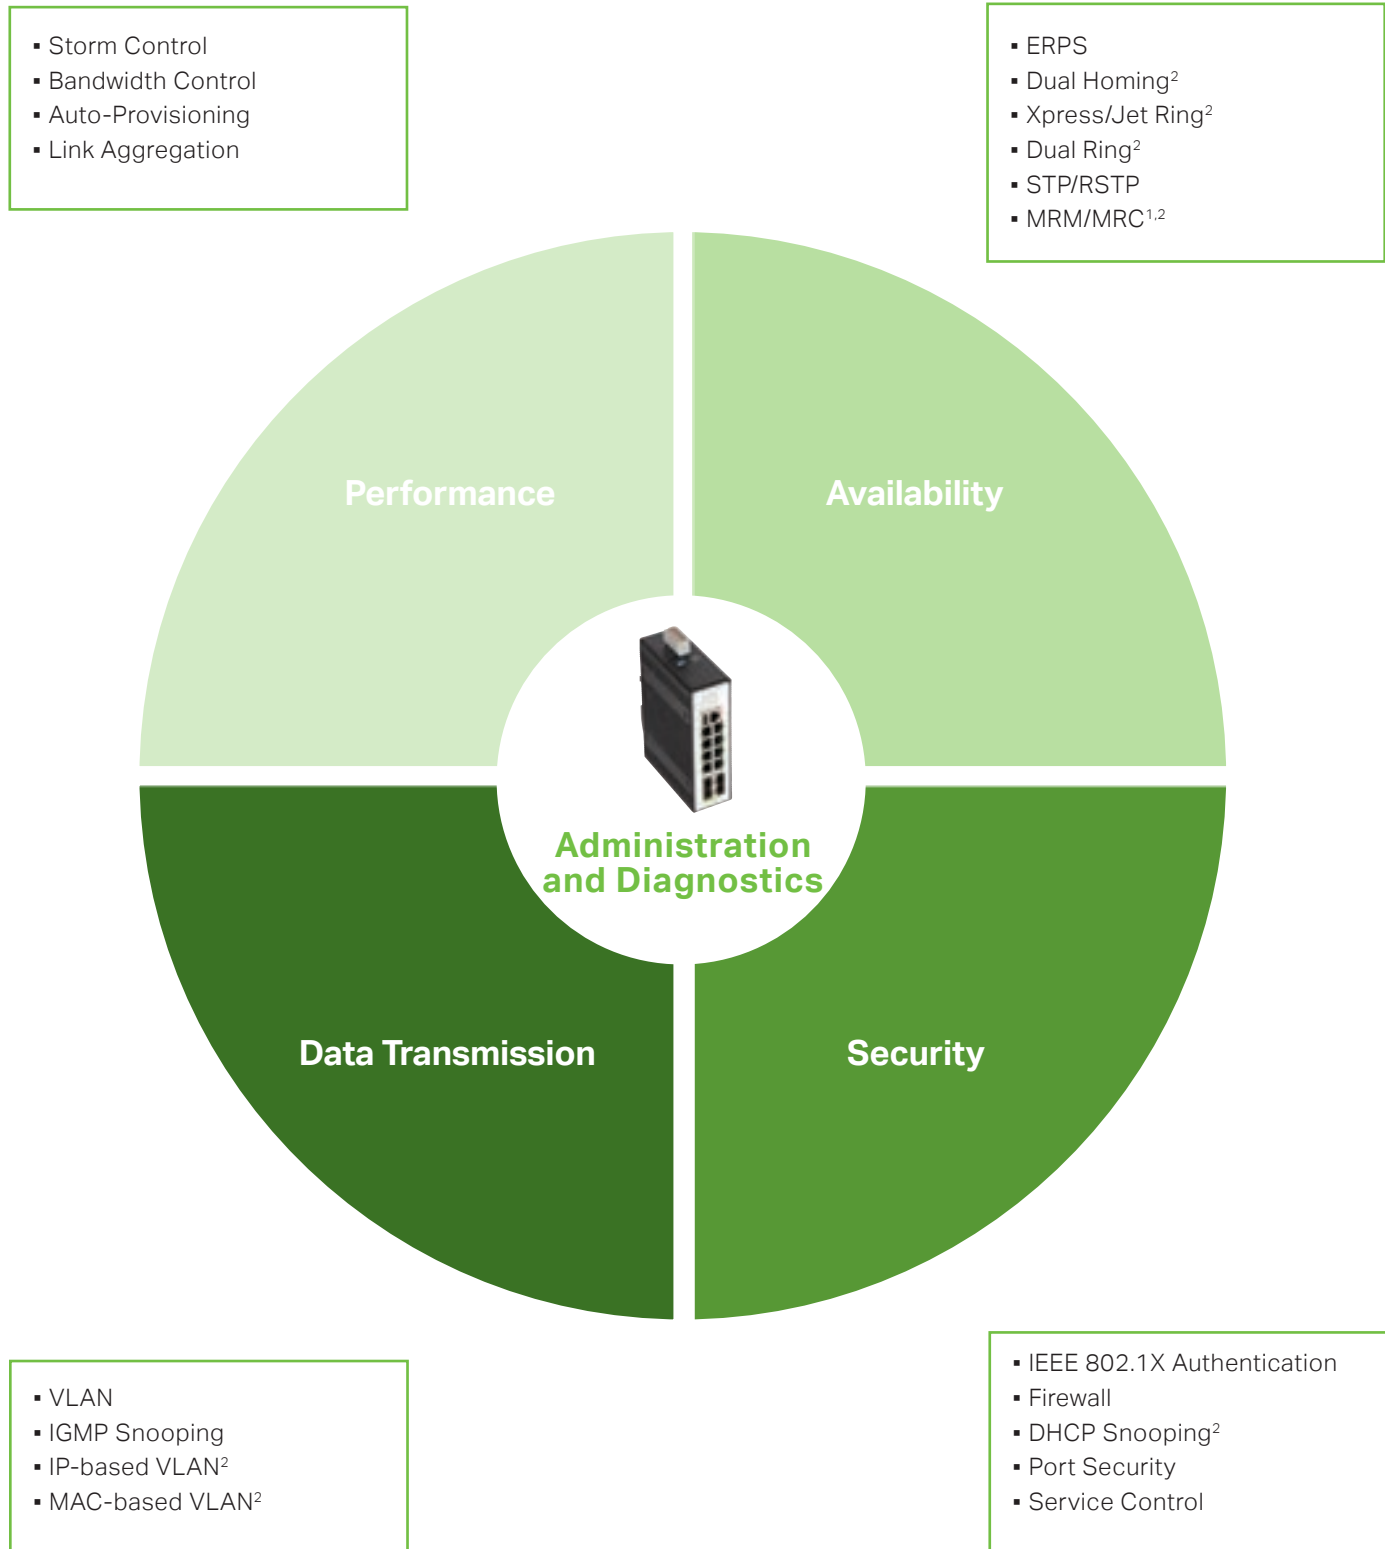 ▪ Storm Control
▪ Bandwidth Control
▪ Auto-Provisioning
▪ Link Aggregation
▪ ERPS
▪ Dual Homing²
▪ Xpress/Jet Ring²
▪ Dual Ring²
▪ STP/RSTP
▪ MRM/MRC¹,²
Performance
Availability
Administration
and Diagnostics
Data Transmission
Security
▪ VLAN
▪ IGMP Snooping
▪ IP-based VLAN²
▪ MAC-based VLAN²
▪ IEEE 802.1X Authentication
▪ Firewall
▪ DHCP Snooping²
▪ Port Security
▪ Service Control